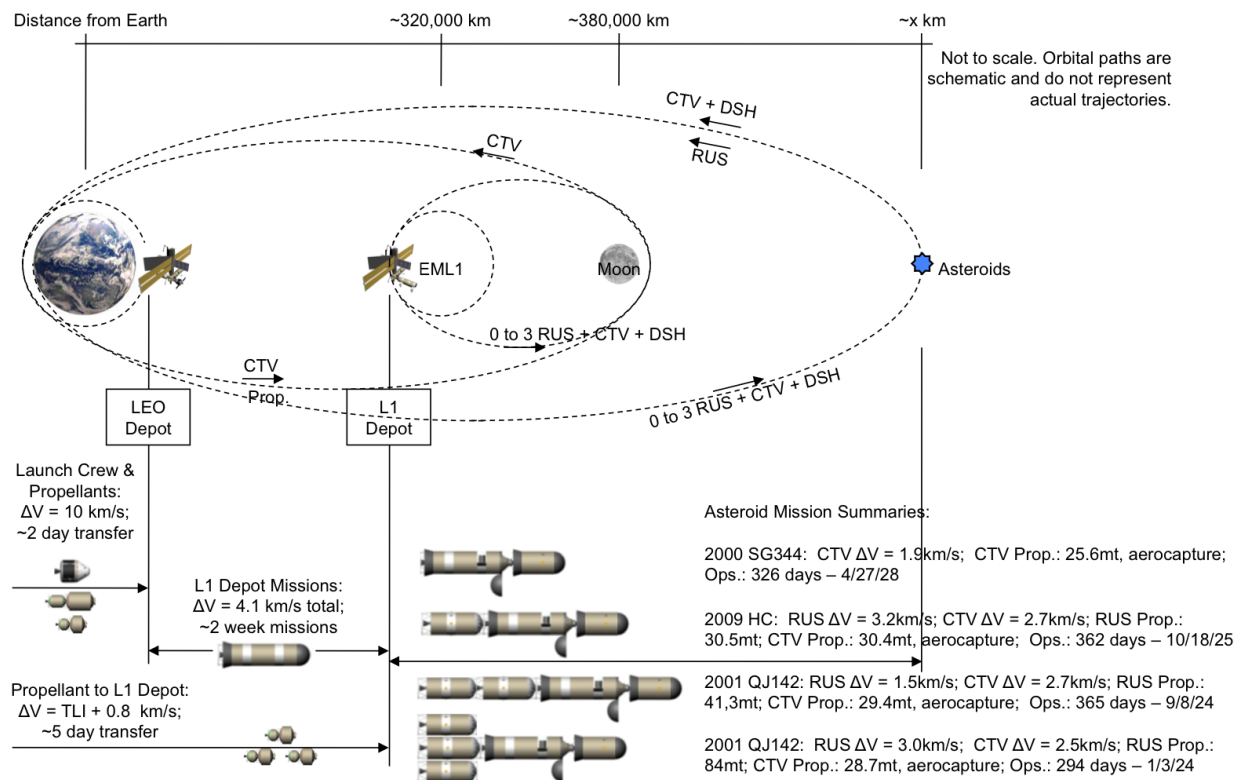 Distance from Earth
~320,000 km
~380,000 km
~x km
Not to scale. Orbital paths are
schematic and do not represent
actual trajectories.
CTV + DSH
RUS
CTV
EML1
Moon
Asteroids
0 to 3 RUS + CTV + DSH
CTV
Prop.
0 to 3 RUS + CTV + DSH
LEO
Depot
L1
Depot
Launch Crew &
Propellants:
ΔV = 10 km/s;
~2 day transfer
L1 Depot Missions:
ΔV = 4.1 km/s total;
~2 week missions
Propellant to L1 Depot:
ΔV = TLI + 0.8 km/s;
~5 day transfer
Asteroid Mission Summaries:
2000 SG344: CTV ΔV = 1.9km/s; CTV Prop.: 25.6mt, aerocapture;
Ops.: 326 days – 4/27/28
2009 HC: RUS ΔV = 3.2km/s; CTV ΔV = 2.7km/s; RUS Prop.:
30.5mt; CTV Prop.: 30.4mt, aerocapture; Ops.: 362 days – 10/18/25
2001 QJ142: RUS ΔV = 1.5km/s; CTV ΔV = 2.7km/s; RUS Prop.:
41,3mt; CTV Prop.: 29.4mt, aerocapture; Ops.: 365 days – 9/8/24
2001 QJ142: RUS ΔV = 3.0km/s; CTV ΔV = 2.5km/s; RUS Prop.:
84mt; CTV Prop.: 28.7mt, aerocapture; Ops.: 294 days – 1/3/24